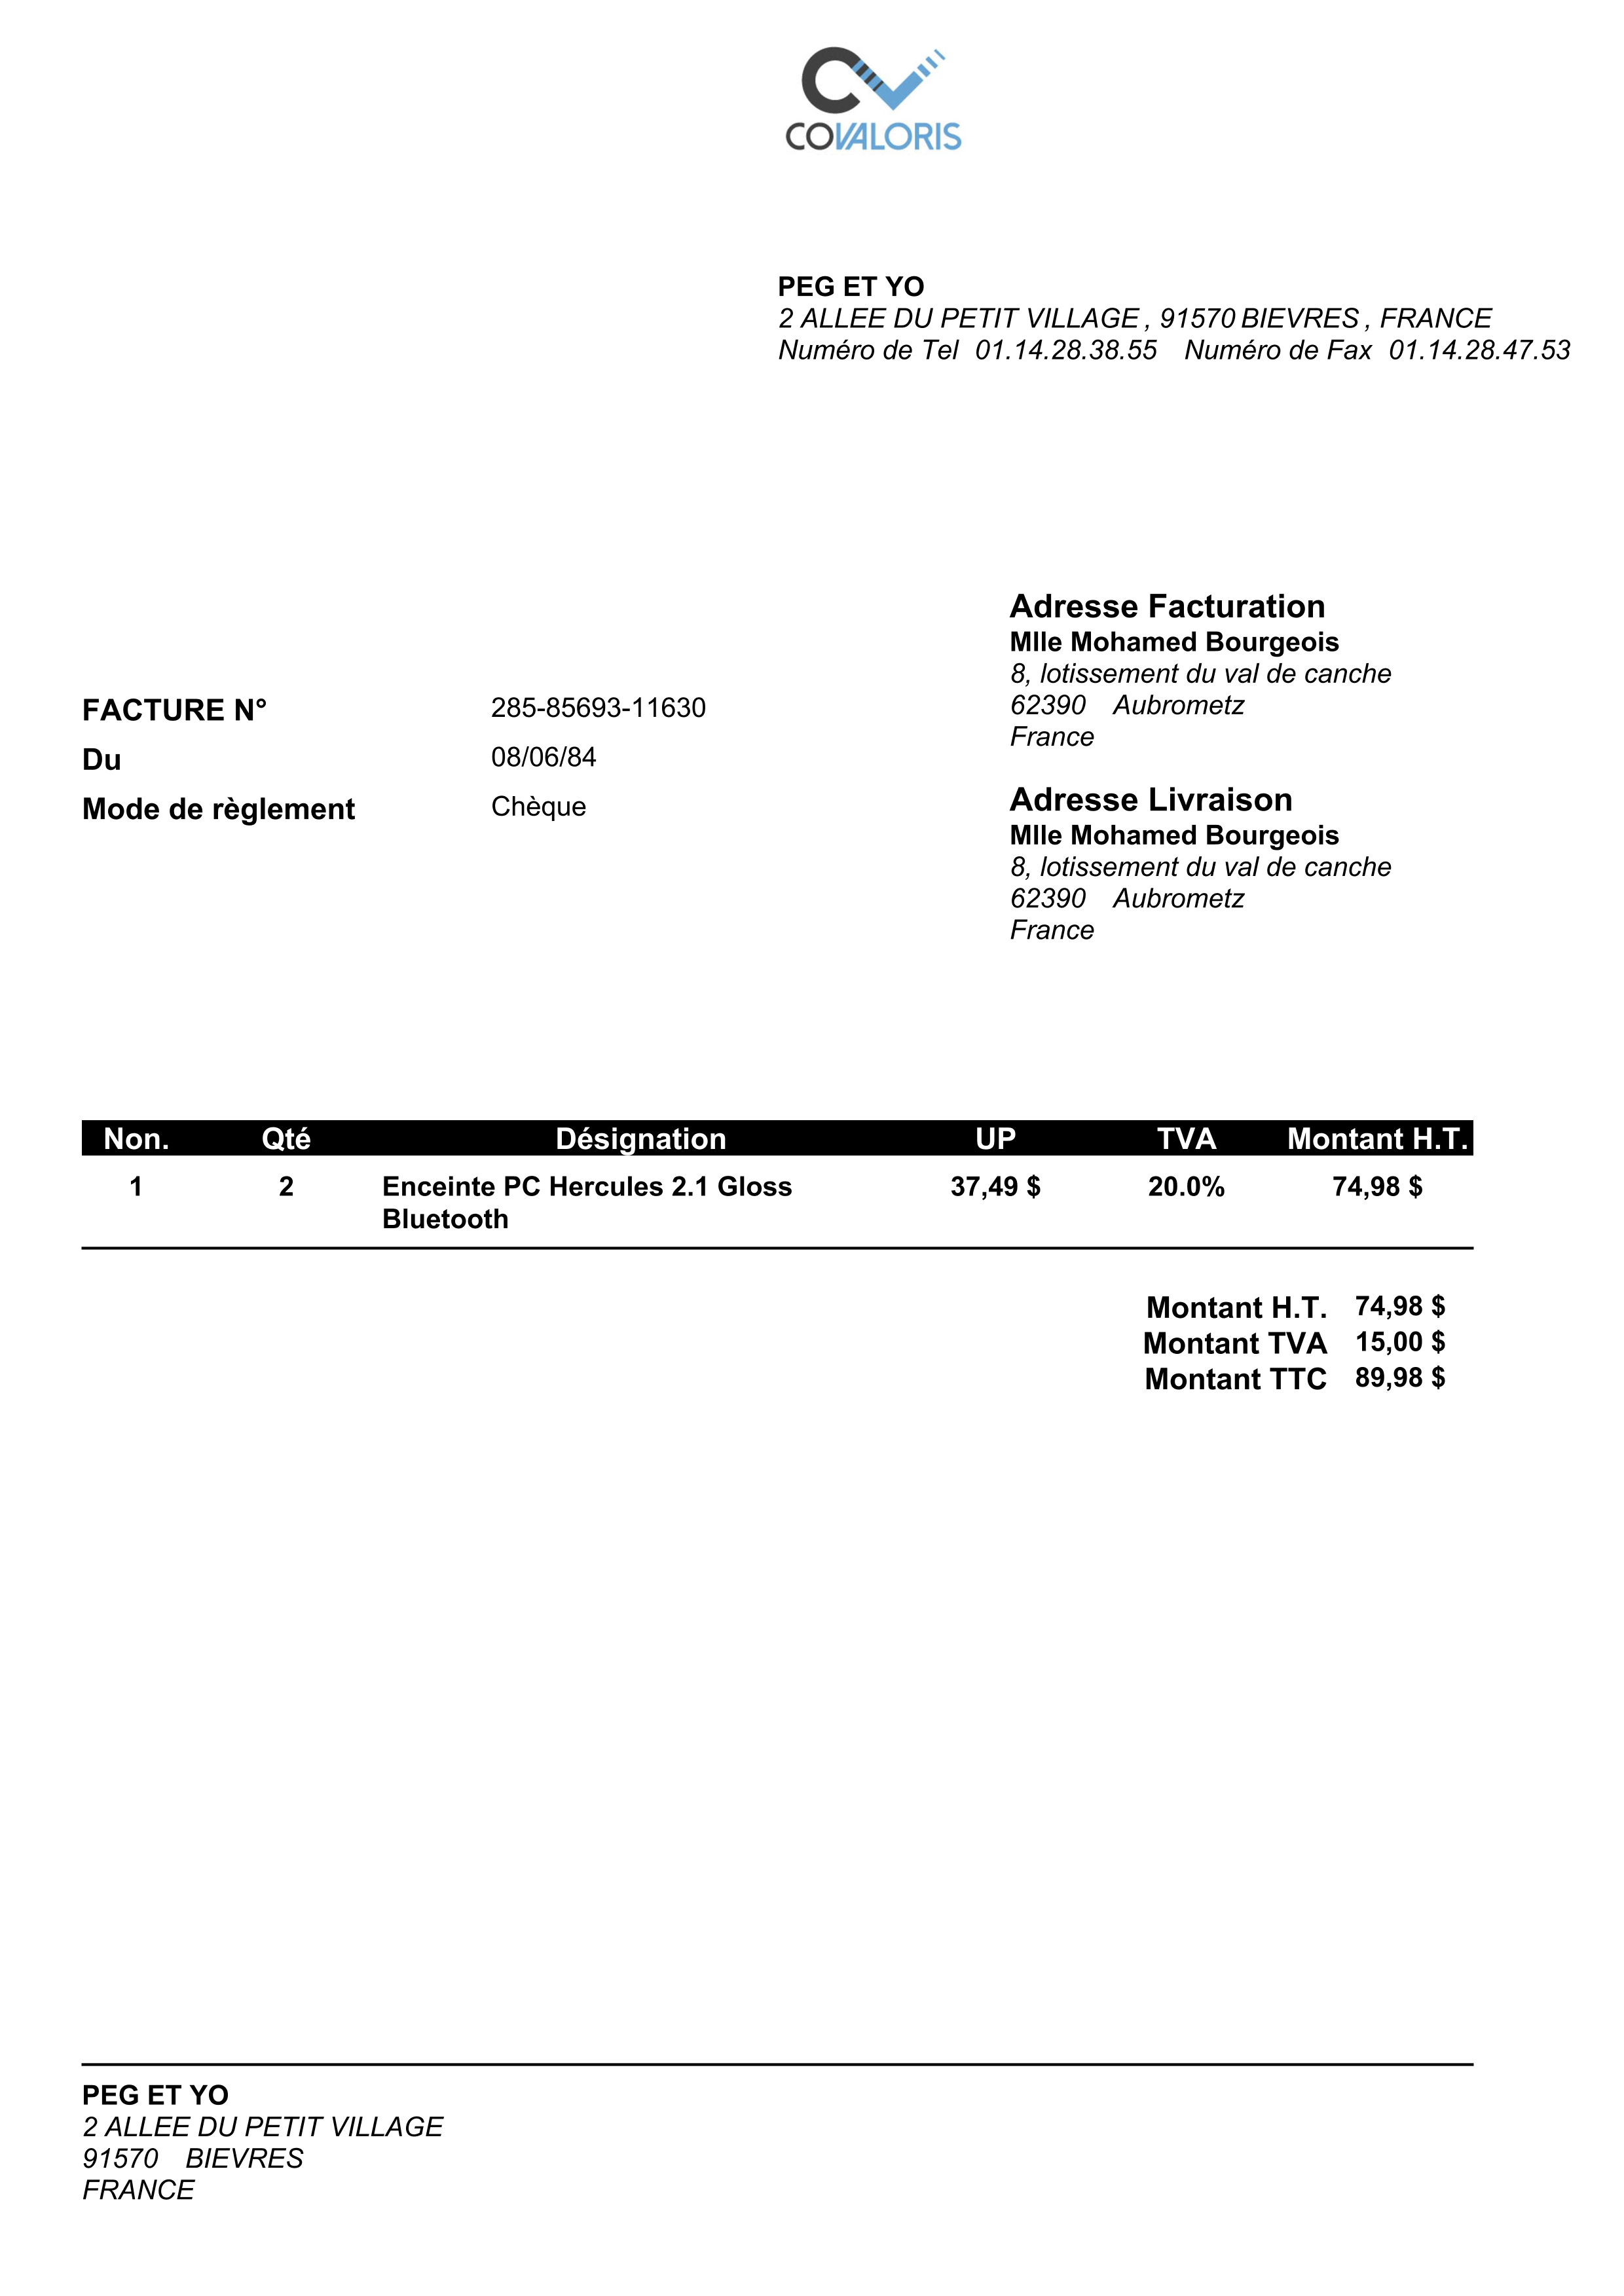 COVALORIS
PEG ET YO
2 ALLEE DU PETIT VILLAGE , 91570 BIEVRES , FRANCE
Numéro de Tel 01.14.28.38.55 Numéro de Fax 01.14.28.47.53
Adresse Facturation
Mlle Mohamed Bourgeois
8, lotissement du val de canche
62390 Aubrometz
France
FACTURE N° 285-85693-11630
Du 08/06/84
Mode de règlement Chèque
Adresse Livraison
Mlle Mohamed Bourgeois
8, lotissement du val de canche
62390 Aubrometz
France
Non. Qté Désignation UP TVA Montant H.T.
1 2 Enceinte PC Hercules 2.1 Gloss 37,49 $ 20.0% 74,98 $
Bluetooth
Montant H.T. 74,98 $
Montant TVA 15,00 $
Montant TTC 89,98 $
PEG ET YO
2 ALLEE DU PETIT VILLAGE
91570 BIEVRES
FRANCE